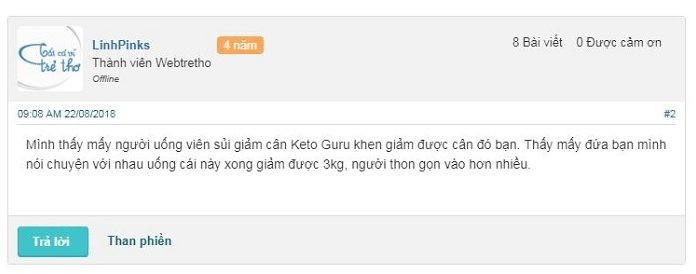 Tất cả vì
trẻ thơ
LinhPinks
4 năm
8 Bài viết 0 Được cảm ơn
Thành viên Webtretho
Offline
09:08 AM 22/08/2018
#2
Mình thấy mấy người uống viên sủi giảm cân Keto Guru khen giảm được cân đó bạn. Thấy mấy đứa bạn mình
nói chuyện với nhau uống cái này xong giảm được 3kg, người thon gọn vào hơn nhiều.
Trả lời
Than phiền